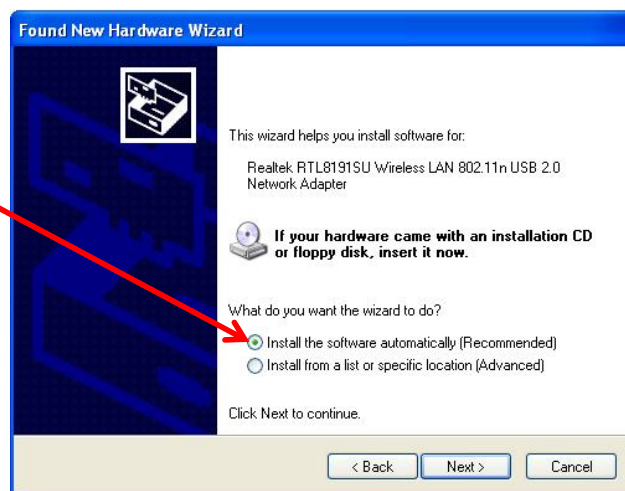 Found New Hardware Wizard
This wizard helps you install software for:
Realtek RTL8191SU Wireless LAN 802.11n USB 2.0
Network Adapter
If your hardware came with an installation CD
or floppy disk, insert it now.
What do you want the wizard to do?
Install the software automatically (Recommended)
Install from a list or specific location (Advanced)
Click Next to continue.
< Back
Next >
Cancel